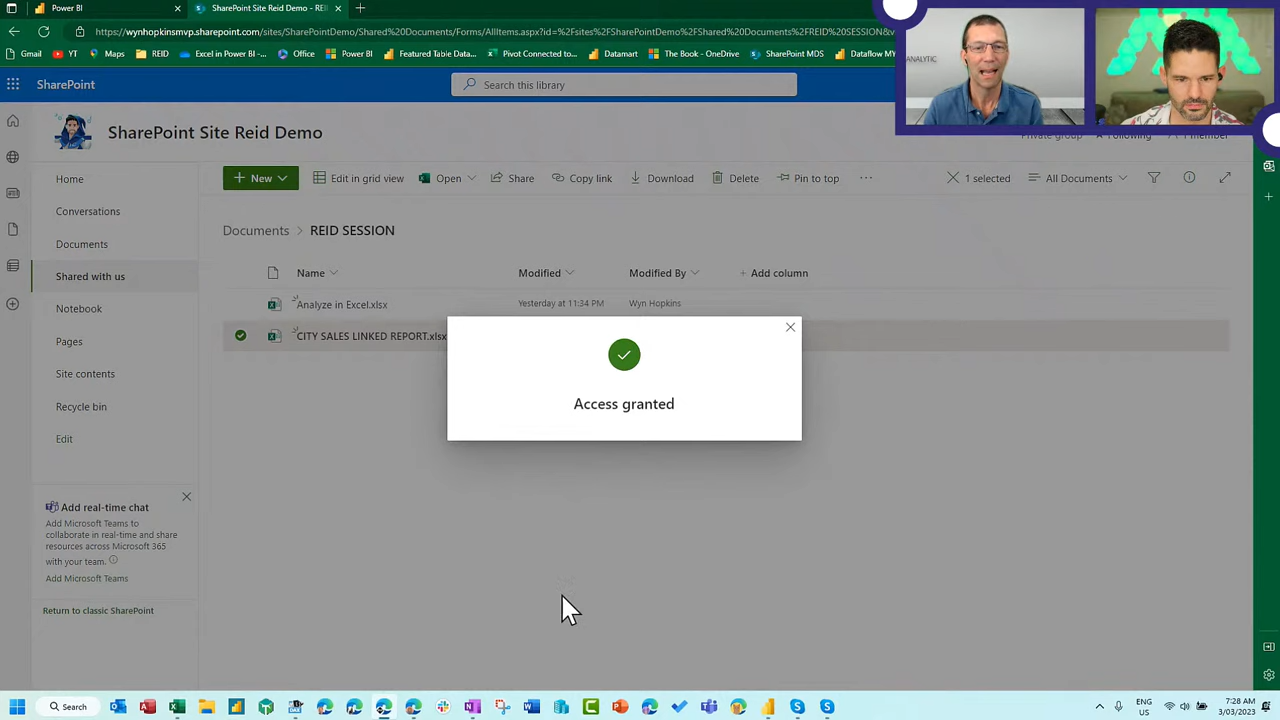 Power BI
SharePoint Site Reid Demo - REI
https://wynhopkinsmvp.sharepoint.com/sites/SharePointDemo/Shared%20Documents/Forms/AllItems.aspx?id=%2Fsites%2FSharePointDemo%2FShared%20Documents%2FREID%20SESSION&v
Gmail YT Maps REID Excel in Power BI -... Office Power BI Pivot Connected to... Featured Tables in... Datamart The Book - OneDrive SharePoint MDS Dataflow MY
ANALYTIC
SharePoint
Search this library
SharePoint Site Reid Demo
Private group Following 1 member
Home
Conversations
Documents
Shared with us
Notebook
Pages
Site contents
Recycle bin
Edit
New Edit in grid view Open Share Copy link Download Delete Pin to top ... 1 selected All Documents
Documents > REID SESSION
Name Modified Modified By + Add column
Analyze in Excel.xlsx Yesterday at 11:34 PM Wyn Hopkins
CITY SALES LINKED REPORT.xlsx
Access granted
Add real-time chat
Add Microsoft Teams to
collaborate in real-time and share
resources across Microsoft 365
with your team.
Add Microsoft Teams
Return to classic SharePoint
Search
ENG
US
7:28 AM
3/03/2023